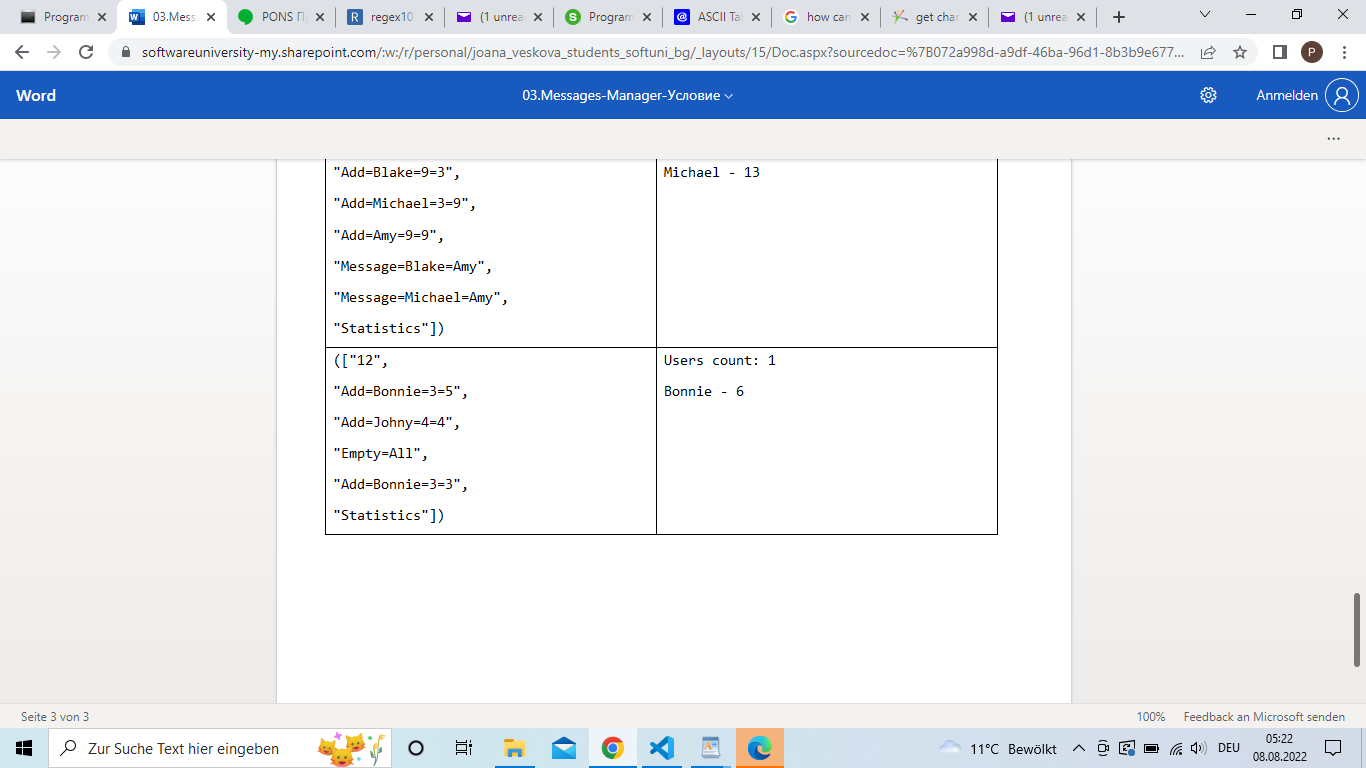 Program
03.Mess
PONS П
regex10
(1 unrea
Program
ASCII Tal
how can
get char
(1 unrea
softwareuniversity-my.sharepoint.com/:w:/r/personal/joana_veskova_students_softuni_bg/_layouts/15/Doc.aspx?sourcedoc=%7B072a998d-a9df-46ba-96d1-8b3b9e677...
P
Word
03.Messages-Manager-Условие
Anmelden
"Add=Blake=9=3",
Michael - 13
"Add=Michael=3=9",
"Add=Amy=9=9",
"Message=Blake=Amy",
"Message=Michael=Amy",
"Statistics"])
(["12",
Users count: 1
"Add=Bonnie=3=5",
Bonnie - 6
"Add=Johny=4=4",
"Empty=All",
"Add=Bonnie=3=3",
"Statistics"])
Seite 3 von 3
100%
Feedback an Microsoft senden
Zur Suche Text hier eingeben
11°C Bewölkt
DEU
05:22
08.08.2022